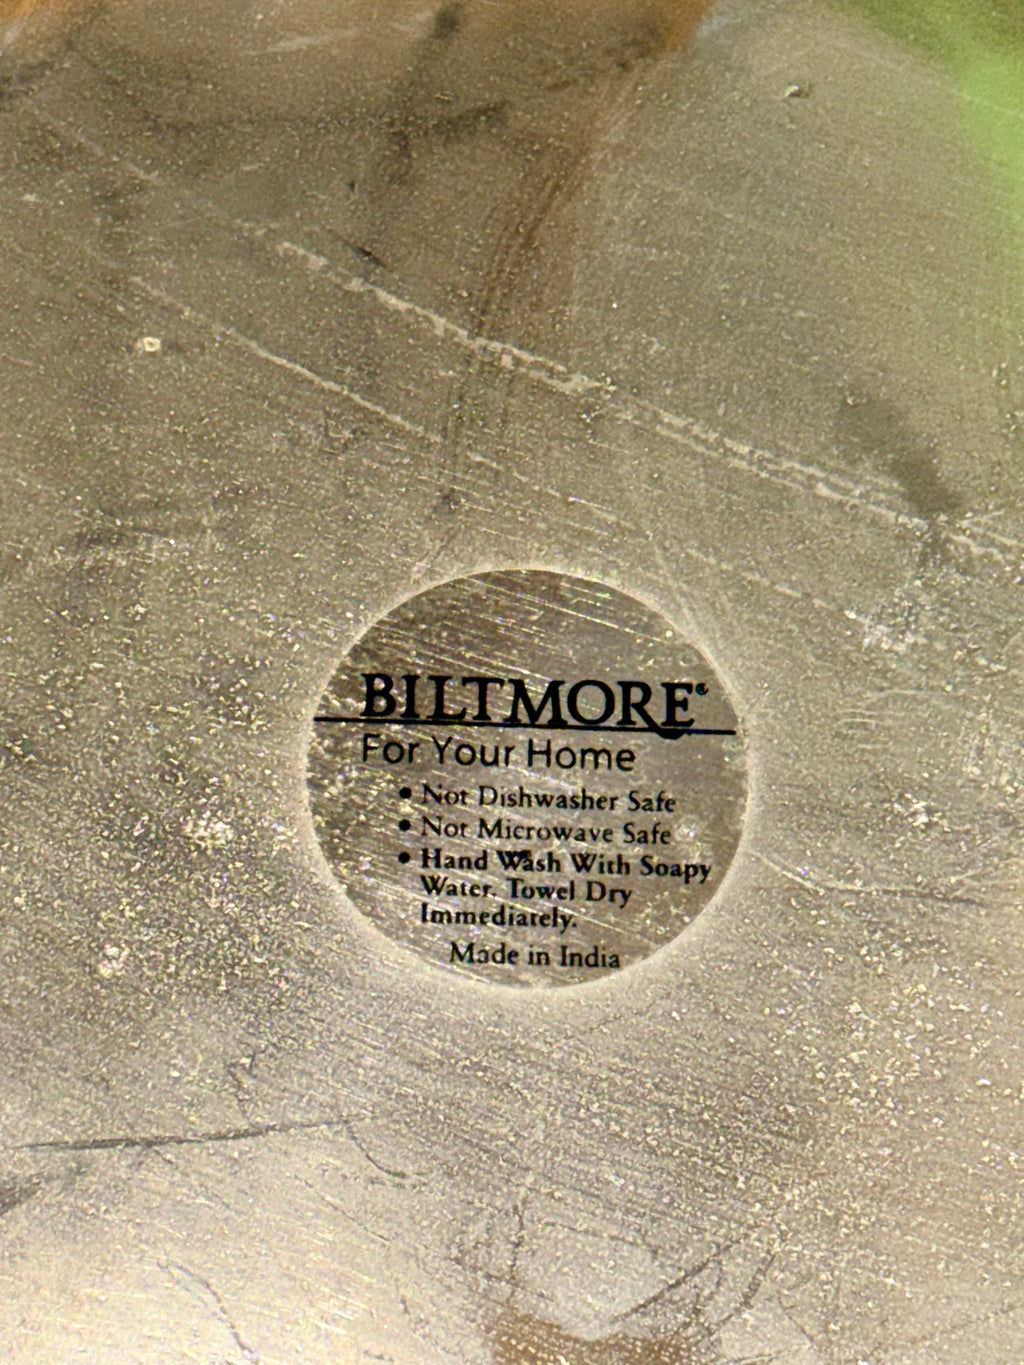 BILTMORE®
For Your Home
• Not Dishwasher Safe
• Not Microwave Safe
• Hand Wash With Soapy
Water. Towel Dry
Immediately.
Made in India